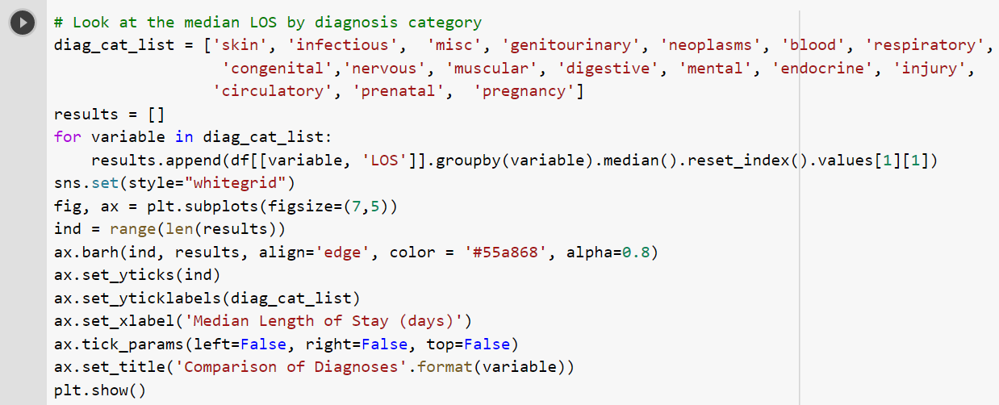 # Look at the median LOS by diagnosis category
diag_cat_list = ['skin', 'infectious',  'misc', 'genitourinary', 'neoplasms', 'blood', 'respiratory',
                  'congenital','nervous', 'muscular', 'digestive', 'mental', 'endocrine', 'injury',
                 'circulatory', 'prenatal',  'pregnancy']
results = []
for variable in diag_cat_list:
    results.append(df[[variable, 'LOS']].groupby(variable).median().reset_index().values[1][1])
sns.set(style="whitegrid")
fig, ax = plt.subplots(figsize=(7,5))
ind = range(len(results))
ax.barh(ind, results, align='edge', color = '#55a868', alpha=0.8)
ax.set_yticks(ind)
ax.set_yticklabels(diag_cat_list)
ax.set_xlabel('Median Length of Stay (days)')
ax.tick_params(left=False, right=False, top=False)
ax.set_title('Comparison of Diagnoses'.format(variable))
plt.show()